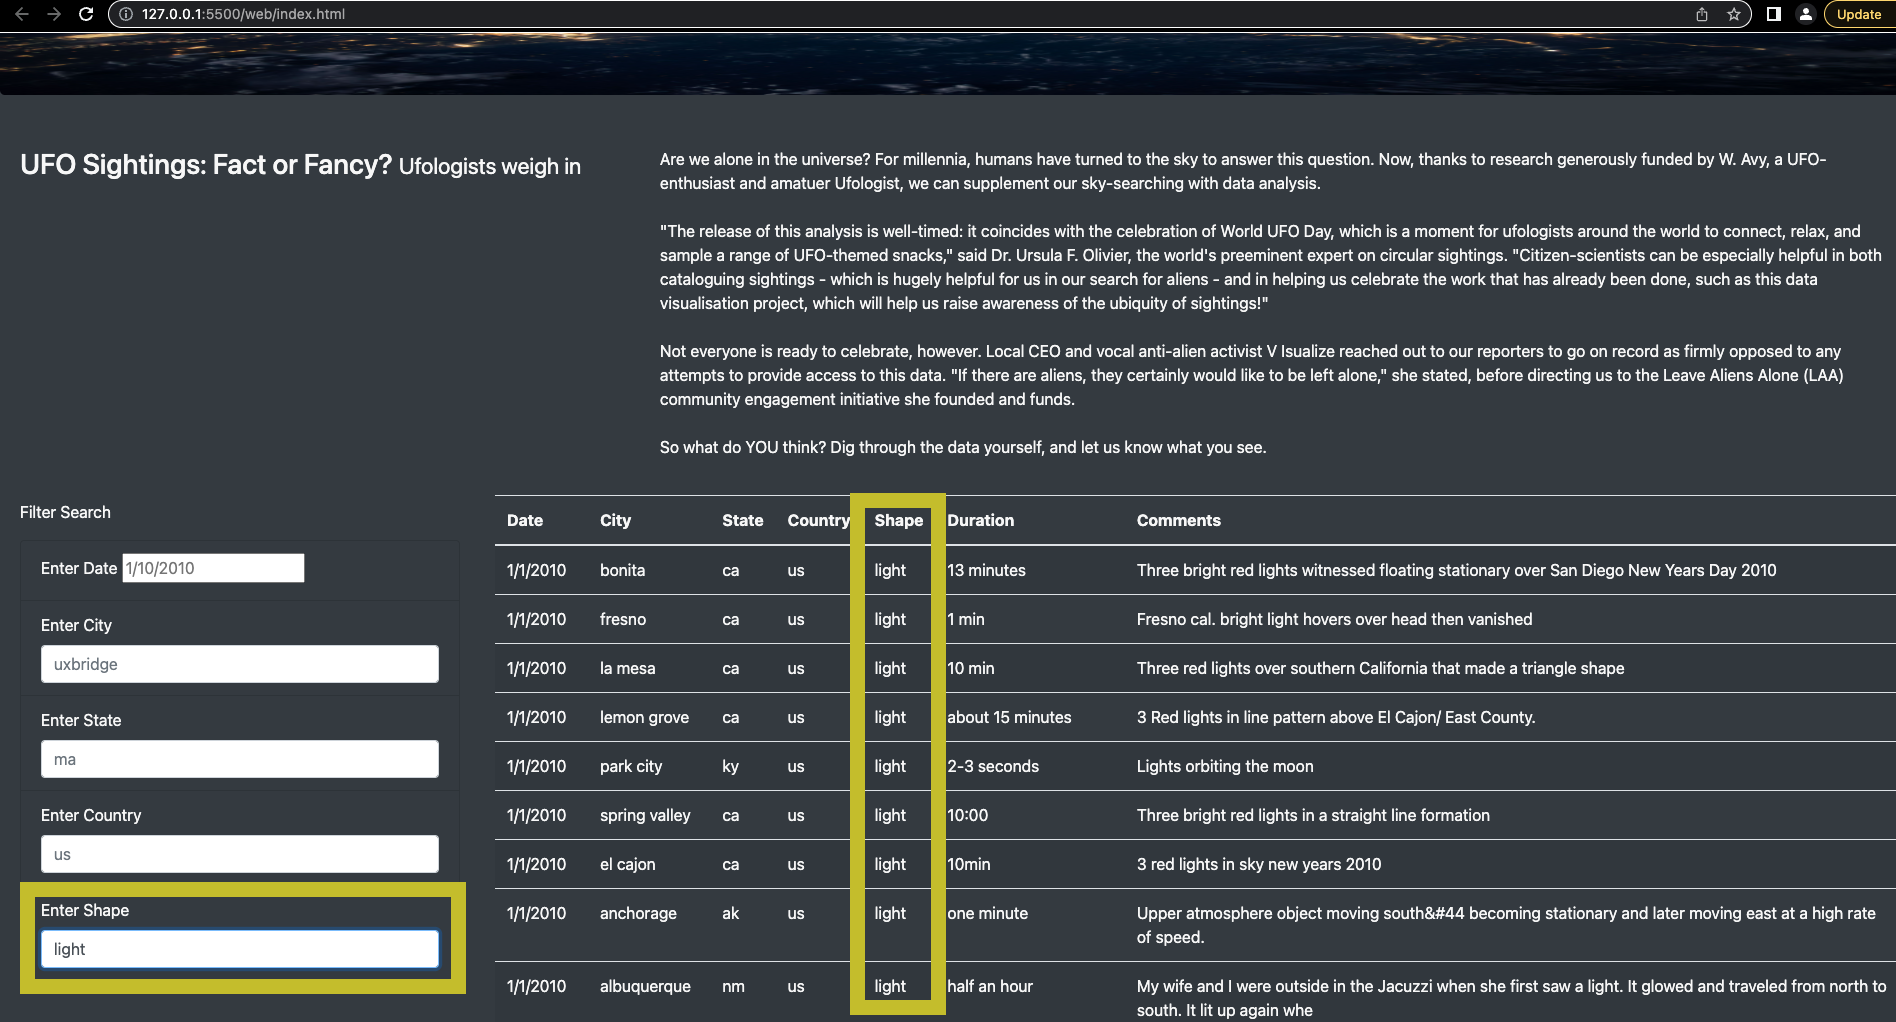 127.0.0.1:5500/web/index.html
Update
UFO Sightings: Fact or Fancy? Ufologists weigh in
Are we alone in the universe? For millennia, humans have turned to the sky to answer this question. Now, thanks to research generously funded by W. Avy, a UFO-
enthusiast and amatuer Ufologist, we can supplement our sky-searching with data analysis.
"The release of this analysis is well-timed: it coincides with the celebration of World UFO Day, which is a moment for ufologists around the world to connect, relax, and
sample a range of UFO-themed snacks," said Dr. Ursula F. Olivier, the world's preeminent expert on circular sightings. "Citizen-scientists can be especially helpful in both
cataloguing sightings - which is hugely helpful for us in our search for aliens - and in helping us celebrate the work that has already been done, such as this data
visualisation project, which will help us raise awareness of the ubiquity of sightings!"
Not everyone is ready to celebrate, however. Local CEO and vocal anti-alien activist V Isualize reached out to our reporters to go on record as firmly opposed to any
attempts to provide access to this data. "If there are aliens, they certainly would like to be left alone," she stated, before directing us to the Leave Aliens Alone (LAA)
community engagement initiative she founded and funds.
So what do YOU think? Dig through the data yourself, and let us know what you see.
Filter Search
Enter Date 1/10/2010
Enter City
uxbridge
Enter State
ma
Enter Country
us
Enter Shape
light
Date City State Country Shape Duration Comments
1/1/2010 bonita ca us light 13 minutes Three bright red lights witnessed floating stationary over San Diego New Years Day 2010
1/1/2010 fresno ca us light 1 min Fresno cal. bright light hovers over head then vanished
1/1/2010 la mesa ca us light 10 min Three red lights over southern California that made a triangle shape
1/1/2010 lemon grove ca us light about 15 minutes 3 Red lights in line pattern above El Cajon/ East County.
1/1/2010 park city ky us light 2-3 seconds Lights orbiting the moon
1/1/2010 spring valley ca us light 10:00 Three bright red lights in a straight line formation
1/1/2010 el cajon ca us light 10min 3 red lights in sky new years 2010
1/1/2010 anchorage ak us light one minute Upper atmosphere object moving south&#44 becoming stationary and later moving east at a high rate
of speed.
1/1/2010 albuquerque nm us light half an hour My wife and I were outside in the Jacuzzi when she first saw a light. It glowed and traveled from north to
south. It lit up again whe